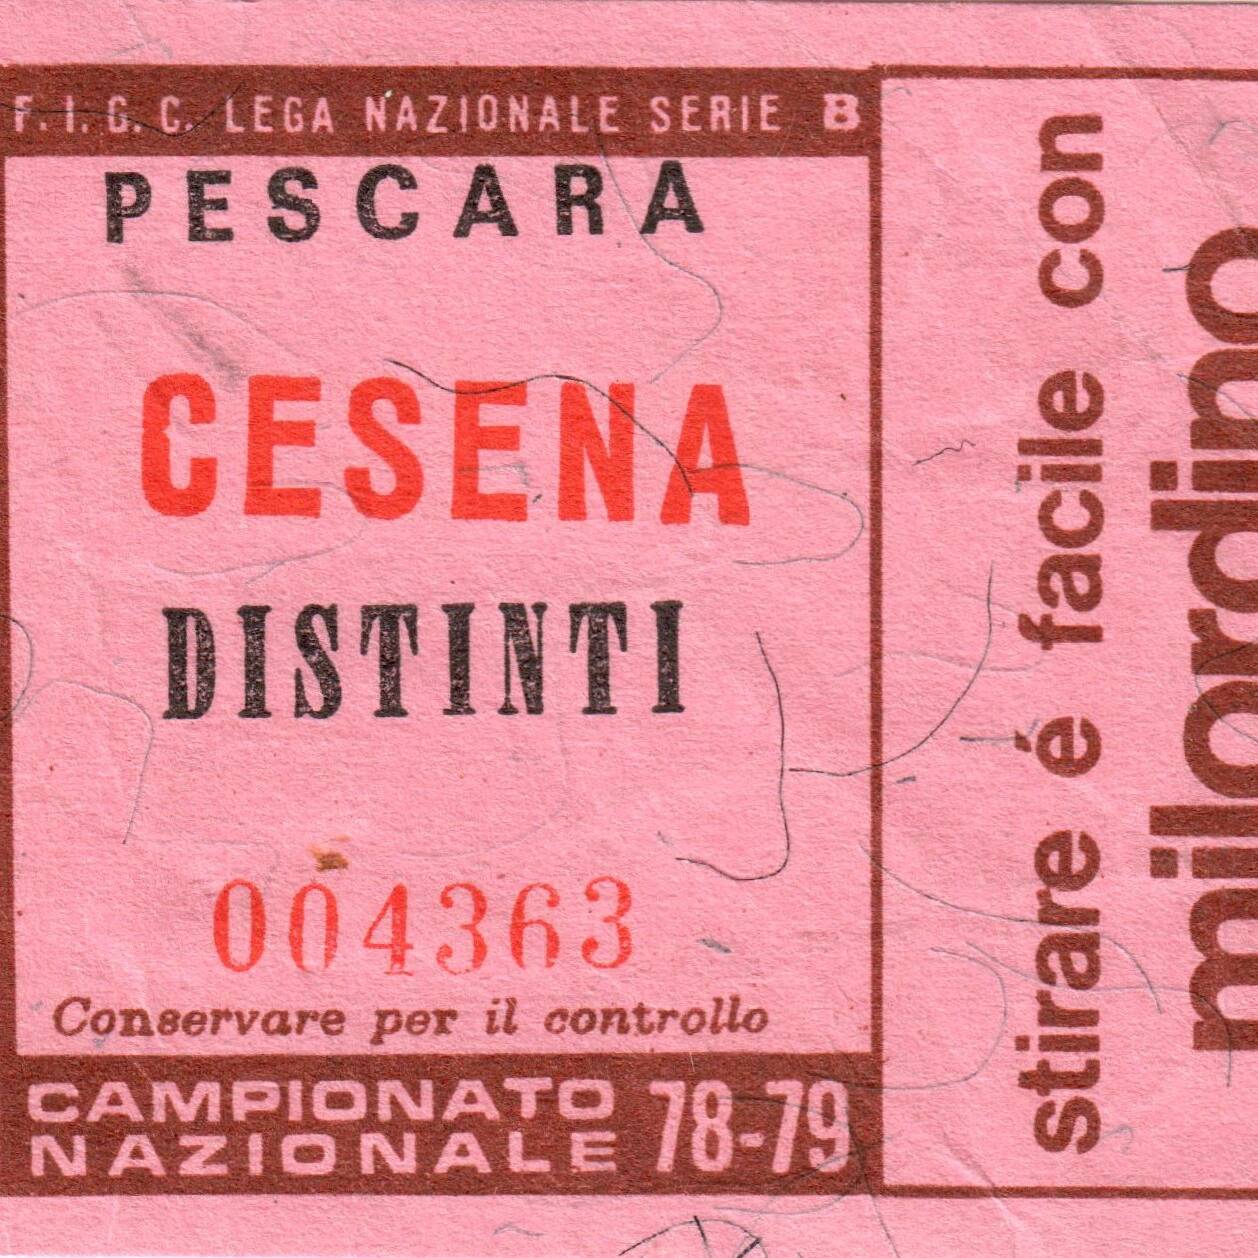 F. I. G. C. LEGA NAZIONALE SERIE B
PESCARA
CESENA
DISTINTI
004363
Conservare per il controllo
CAMPIONATO
NAZIONALE 78-79
stirare é facile con
milordino